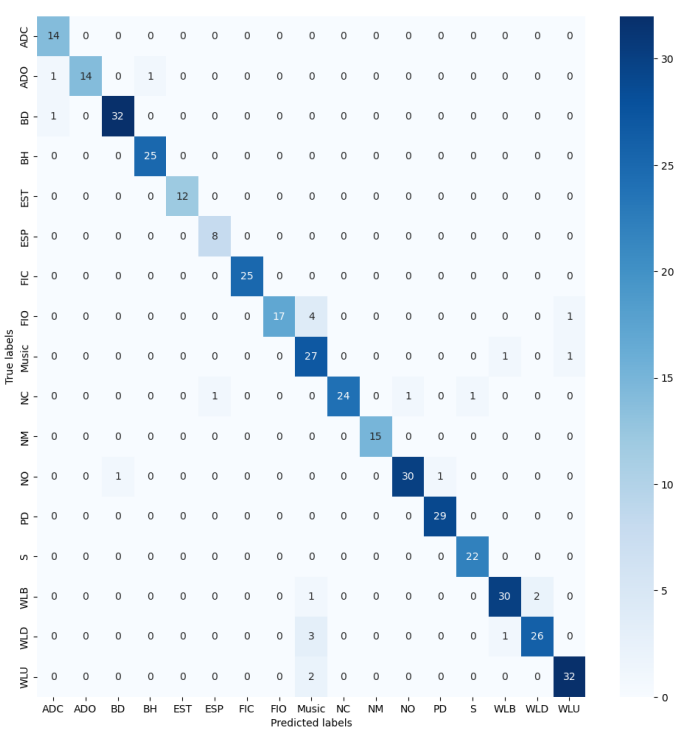 ADC 14 0 0 0 0 0 0 0 0 0 0 0 0 0 0 0 0
ADO 1 14 0 1 0 0 0 0 0 0 0 0 0 0 0 0 0
BD 1 0 32 0 0 0 0 0 0 0 0 0 0 0 0 0 0
BH 0 0 0 25 0 0 0 0 0 0 0 0 0 0 0 0 0
EST 0 0 0 0 12 0 0 0 0 0 0 0 0 0 0 0 0
ESP 0 0 0 0 0 8 0 0 0 0 0 0 0 0 0 0 0
FIC 0 0 0 0 0 0 25 0 0 0 0 0 0 0 0 0 0
FIO 0 0 0 0 0 0 0 17 4 0 0 0 0 0 0 0 1
Music 0 0 0 0 0 0 0 0 27 0 0 0 0 0 1 0 1
NC 0 0 0 0 0 1 0 0 0 24 0 1 0 1 0 0 0
NM 0 0 0 0 0 0 0 0 0 0 15 0 0 0 0 0 0
NO 0 0 1 0 0 0 0 0 0 0 0 30 1 0 0 0 0
PD 0 0 0 0 0 0 0 0 0 0 0 0 29 0 0 0 0
S 0 0 0 0 0 0 0 0 0 0 0 0 0 22 0 0 0
WLB 0 0 0 0 0 0 0 0 1 0 0 0 0 0 30 2 0
WLD 0 0 0 0 0 0 0 0 3 0 0 0 0 0 1 26 0
WLU 0 0 0 0 0 0 0 0 2 0 0 0 0 0 0 0 32
ADC ADO BD BH EST ESP FIC FIO Music NC NM NO PD S WLB WLD WLU
Predicted labels
True labels
30
25
20
15
10
5
0